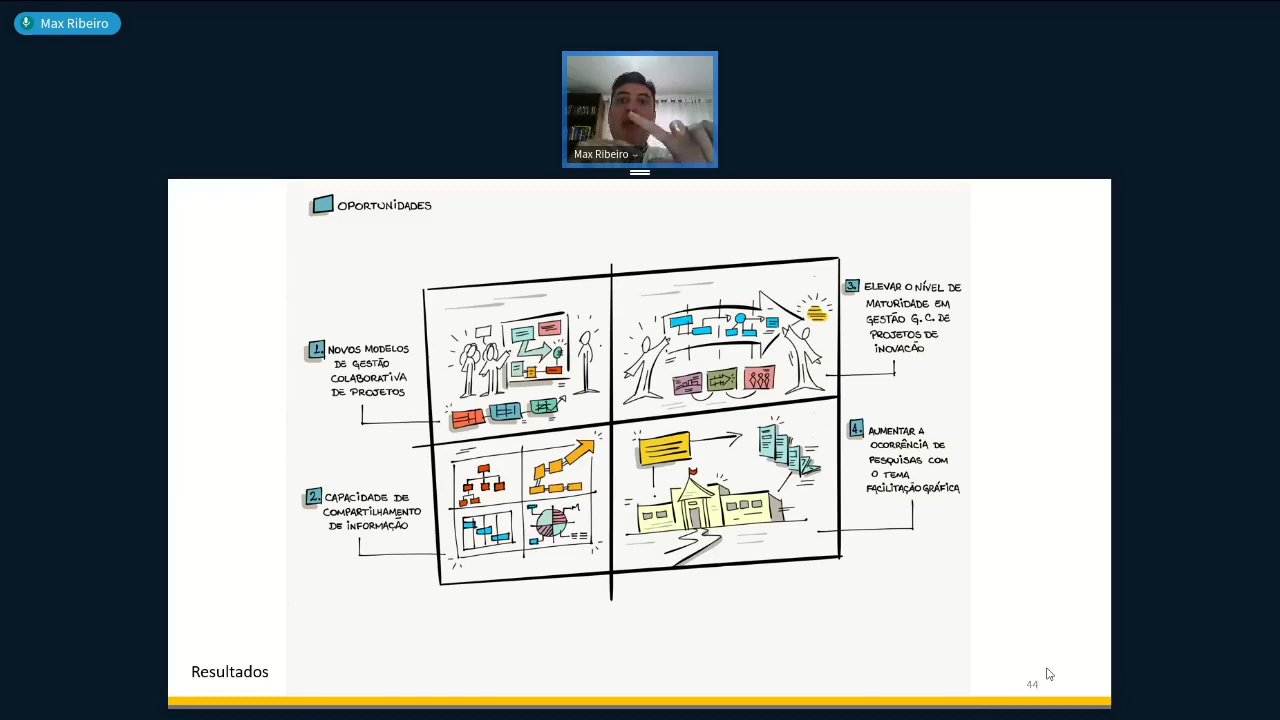 Max Ribeiro
Max Ribeiro
OPORTUNIDADES
1. NOVOS MODELOS
DE GESTÃO
COLABORATIVA
DE PROJETOS
2. CAPACIDADE DE
COMPARTILHAMENTO
DE INFORMAÇÃO
3. ELEVAR O NÍVEL DE
MATURIDADE EM
GESTÃO G.C. DE
PROJETOS DE
INOVAÇÃO
4. AUMENTAR A
OCORRÊNCIA DE
PESQUISAS COM
O TEMA
FACILITAÇÃO GRÁFICA
Resultados
44